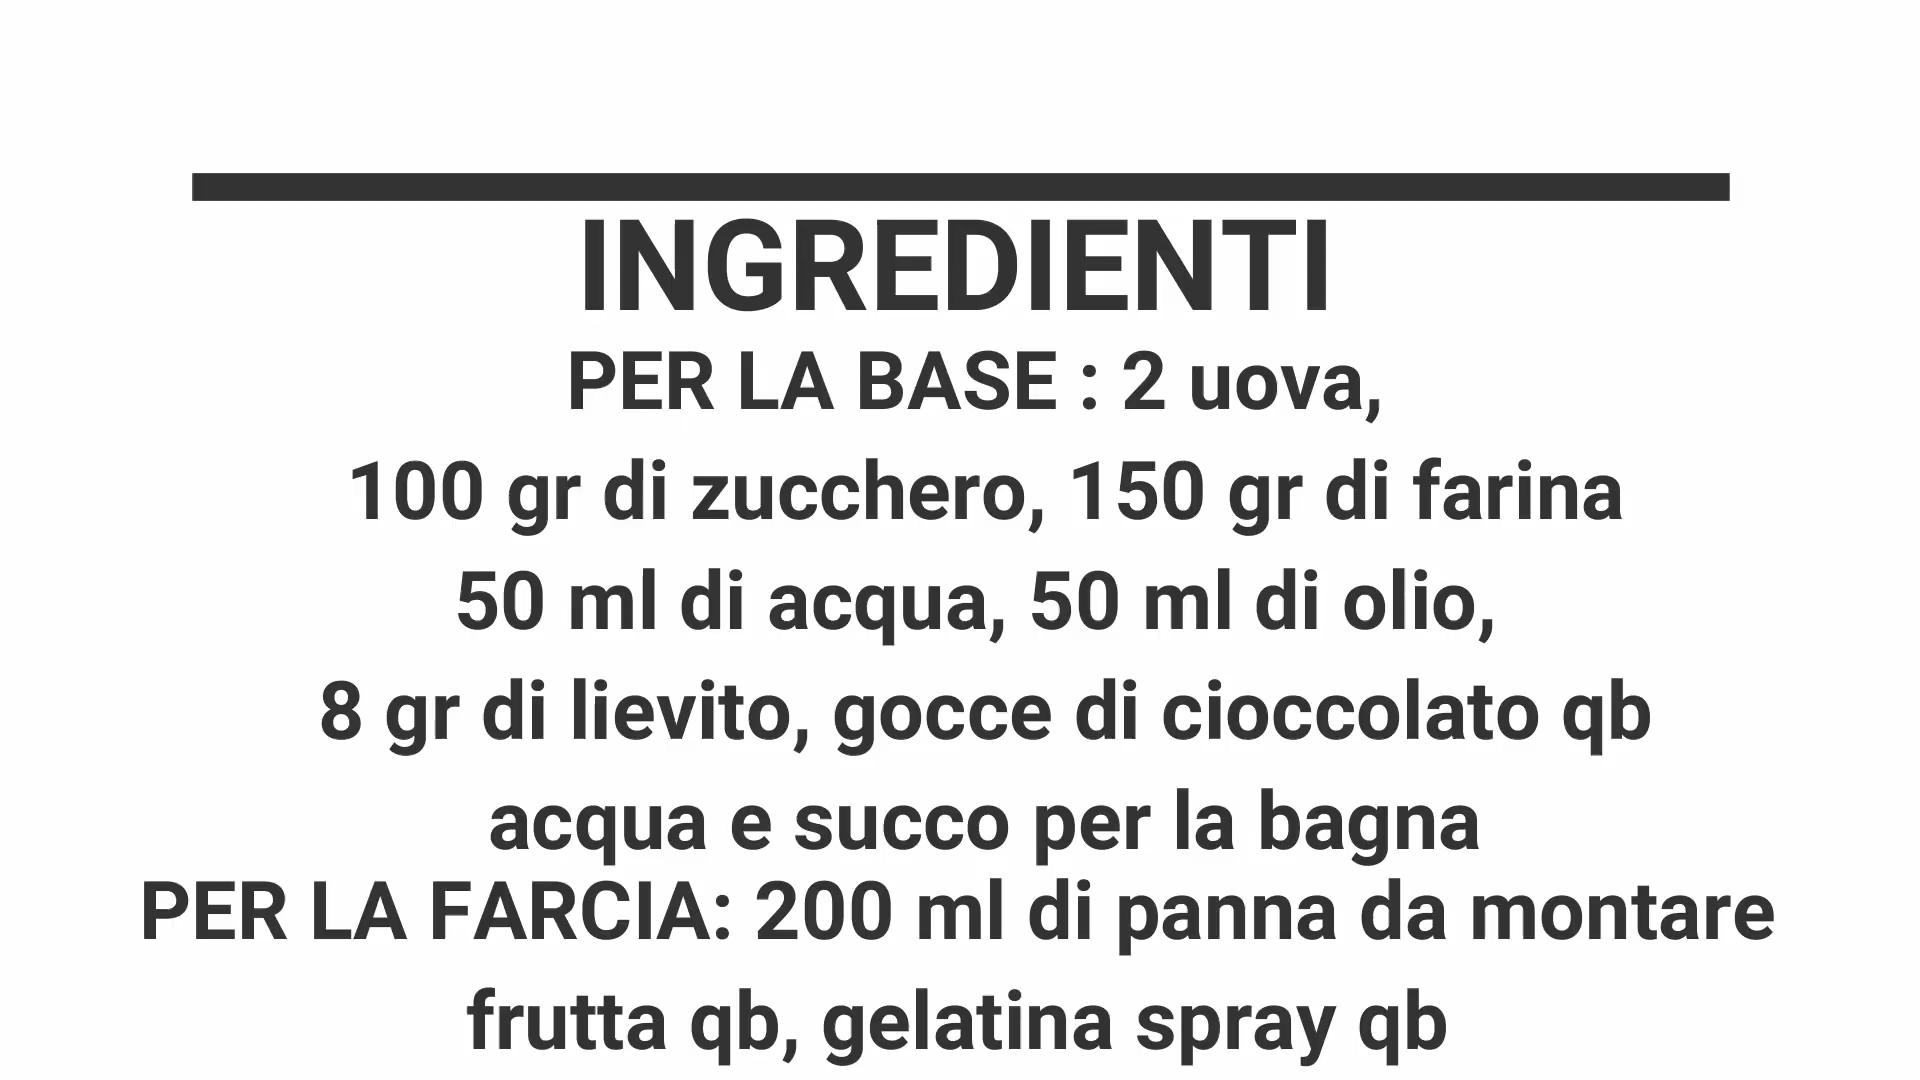 INGREDIENTI
PER LA BASE : 2 uova,
100 gr di zucchero, 150 gr di farina
50 ml di acqua, 50 ml di olio,
8 gr di lievito, gocce di cioccolato qb
acqua e succo per la bagna
PER LA FARCIA: 200 ml di panna da montare
frutta qb, gelatina spray qb